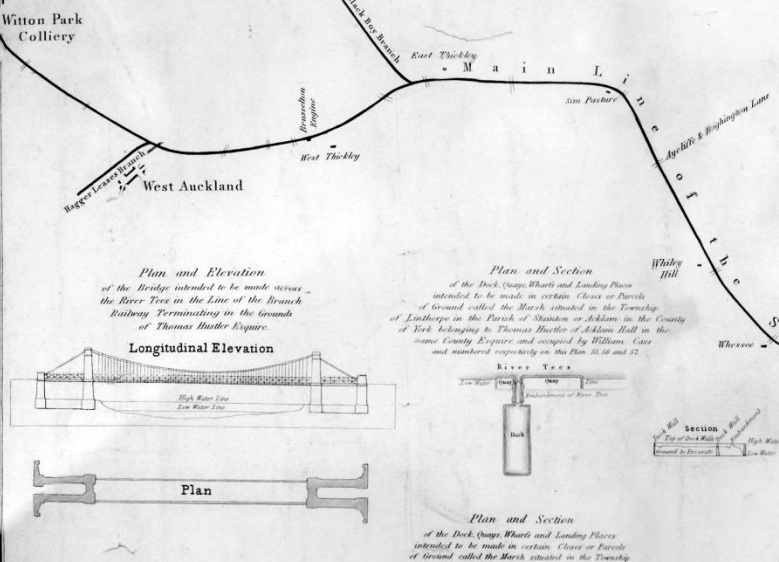 Witton Park
Colliery
Black Boy Branch
East Thickley
Main Line of the S
Sim Pasture
Brusselton
Engine
West Thickley
Aycliffe & Heighington Lane
Hagger Leases Branch
West Auckland
Whiley
Hill
Whessoe
Plan and Elevation
of the Bridge intended to be made across
the River Tees in the Line of the Branch
Railway Terminating in the Grounds
of Thomas Hustler Esquire.
Longitudinal Elevation
High Water Line
Low Water Line
Plan
Plan and Section
of the Dock, Quays, Wharfs and Landing Places
intended to be made in certain Closes or Parcels
of Ground called the Marsh situated in the Township
of Linthorpe in the Parish of Stainton or Acklam in the County
of York belonging to Thomas Hustler of Acklam Hall in the
same County Esquire and occupied by William Cass
and numbered respectively on this Plan 55. 56 and 57.
River Tees
Low Water Quay Quay Line
Embankment of River Tees
Dock
Section
Dock Wall Dock Wall Embankment
Top of Dock Walls High Wate
Ground to Excavate Low Water
Plan and Section
of the Dock, Quays, Wharfs and Landing Places
intended to be made in certain Closes or Parcels
of Ground called the Marsh situated in the Township